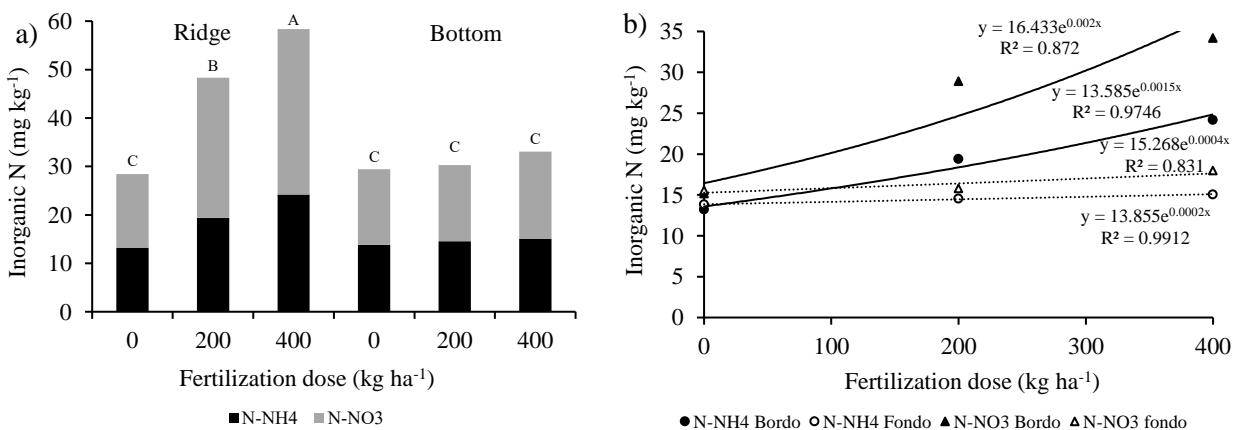 a)
Inorganic N (mg kg⁻¹)
60
50
40
30
20
10
0
Ridge
Bottom
C
B
A
C
C
C
0 200 400 0 200 400
Fertilization dose (kg ha⁻¹)
N-NH4 N-NO3
b)
Inorganic N (mg kg⁻¹)
35
30
25
20
15
10
5
0
y = 16.433e^0.002x
R² = 0.872
y = 13.585e^0.0015x
R² = 0.9746
y = 15.268e^0.0004x
R² = 0.831
y = 13.855e^0.0002x
R² = 0.9912
0 100 200 300 400
Fertilization dose (kg ha⁻¹)
N-NH4 Bordo N-NH4 Fondo N-NO3 Bordo N-NO3 fondo